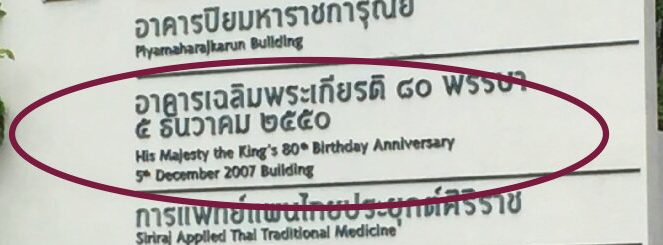 อาคารปิยมหาราชการุณย์
Piyamaharajkarun Building
อาคารเฉลิมพระเกียรติ ๘๐ พรรษา
๕ ธันวาคม ๒๕๕๐
His Majesty the King's 80th Birthday Anniversary
5th December 2007 Building
การแพทย์แผนไทยประยุกต์ศิริราช
Siriraj Applied Thai Traditional Medicine